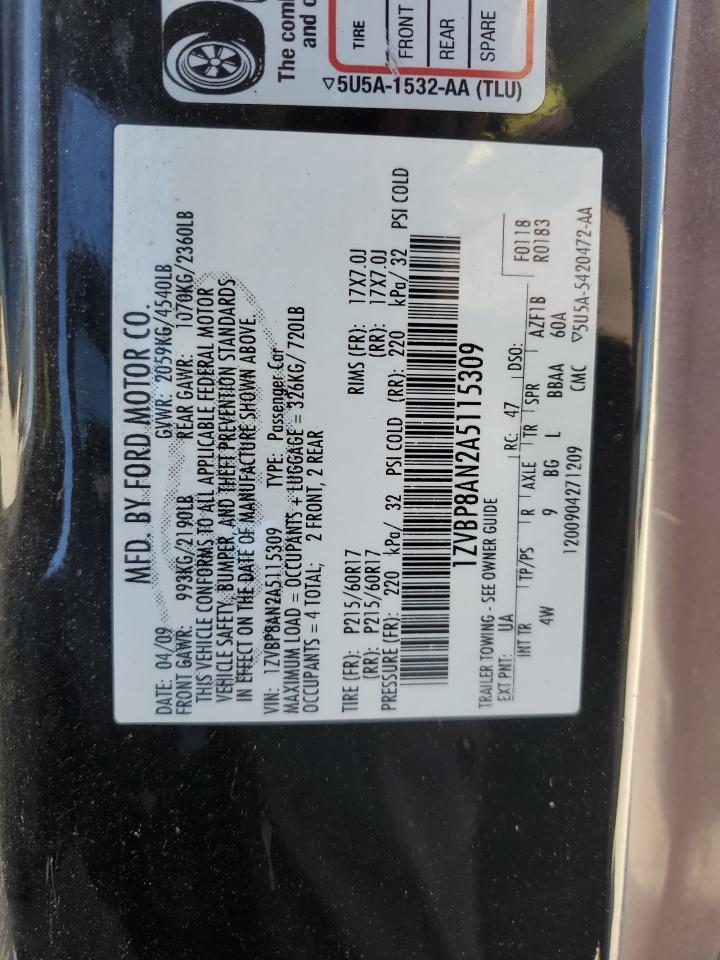 The combi
and c
TIRE
FRONT
REAR
SPARE
▽5U5A-1532-AA (TLU)
MFD. BY FORD MOTOR CO.
DATE: 04/09 GVWR: 2059KG/4540LB
FRONT GAWR: 993KG/2190LB REAR GAWR: 1070KG/2360LB
THIS VEHICLE CONFORMS TO ALL APPLICABLE FEDERAL MOTOR
VEHICLE SAFETY, BUMPER, AND THEFT PREVENTION STANDARDS
IN EFFECT ON THE DATE OF MANUFACTURE SHOWN ABOVE.
VIN: 1ZVBP8AN2A5115309 TYPE: Passenger Car
MAXIMUM LOAD = OCCUPANTS + LUGGAGE = 326KG/ 720LB
OCCUPANTS = 4 TOTAL; 2 FRONT, 2 REAR
TIRE (FR): P215/60R17 RIMS (FR): 17X7.0J
(RR): P215/60R17 (RR): 17X7.0J
PRESSURE (FR): 220 kPa/ 32 PSI COLD (RR): 220 kPa/ 32 PSI COLD
1ZVBP8AN2A5115309
TRAILER TOWING - SEE OWNER GUIDE
EXT PNT: UA RC: 47 DSO: F0118
R0183
INT TR TP/PS R AXLE TR SPR
4W 9 BG L BBAA 60A AZF1B
1200904271209 CMC ▽5U5A-5420472-AA